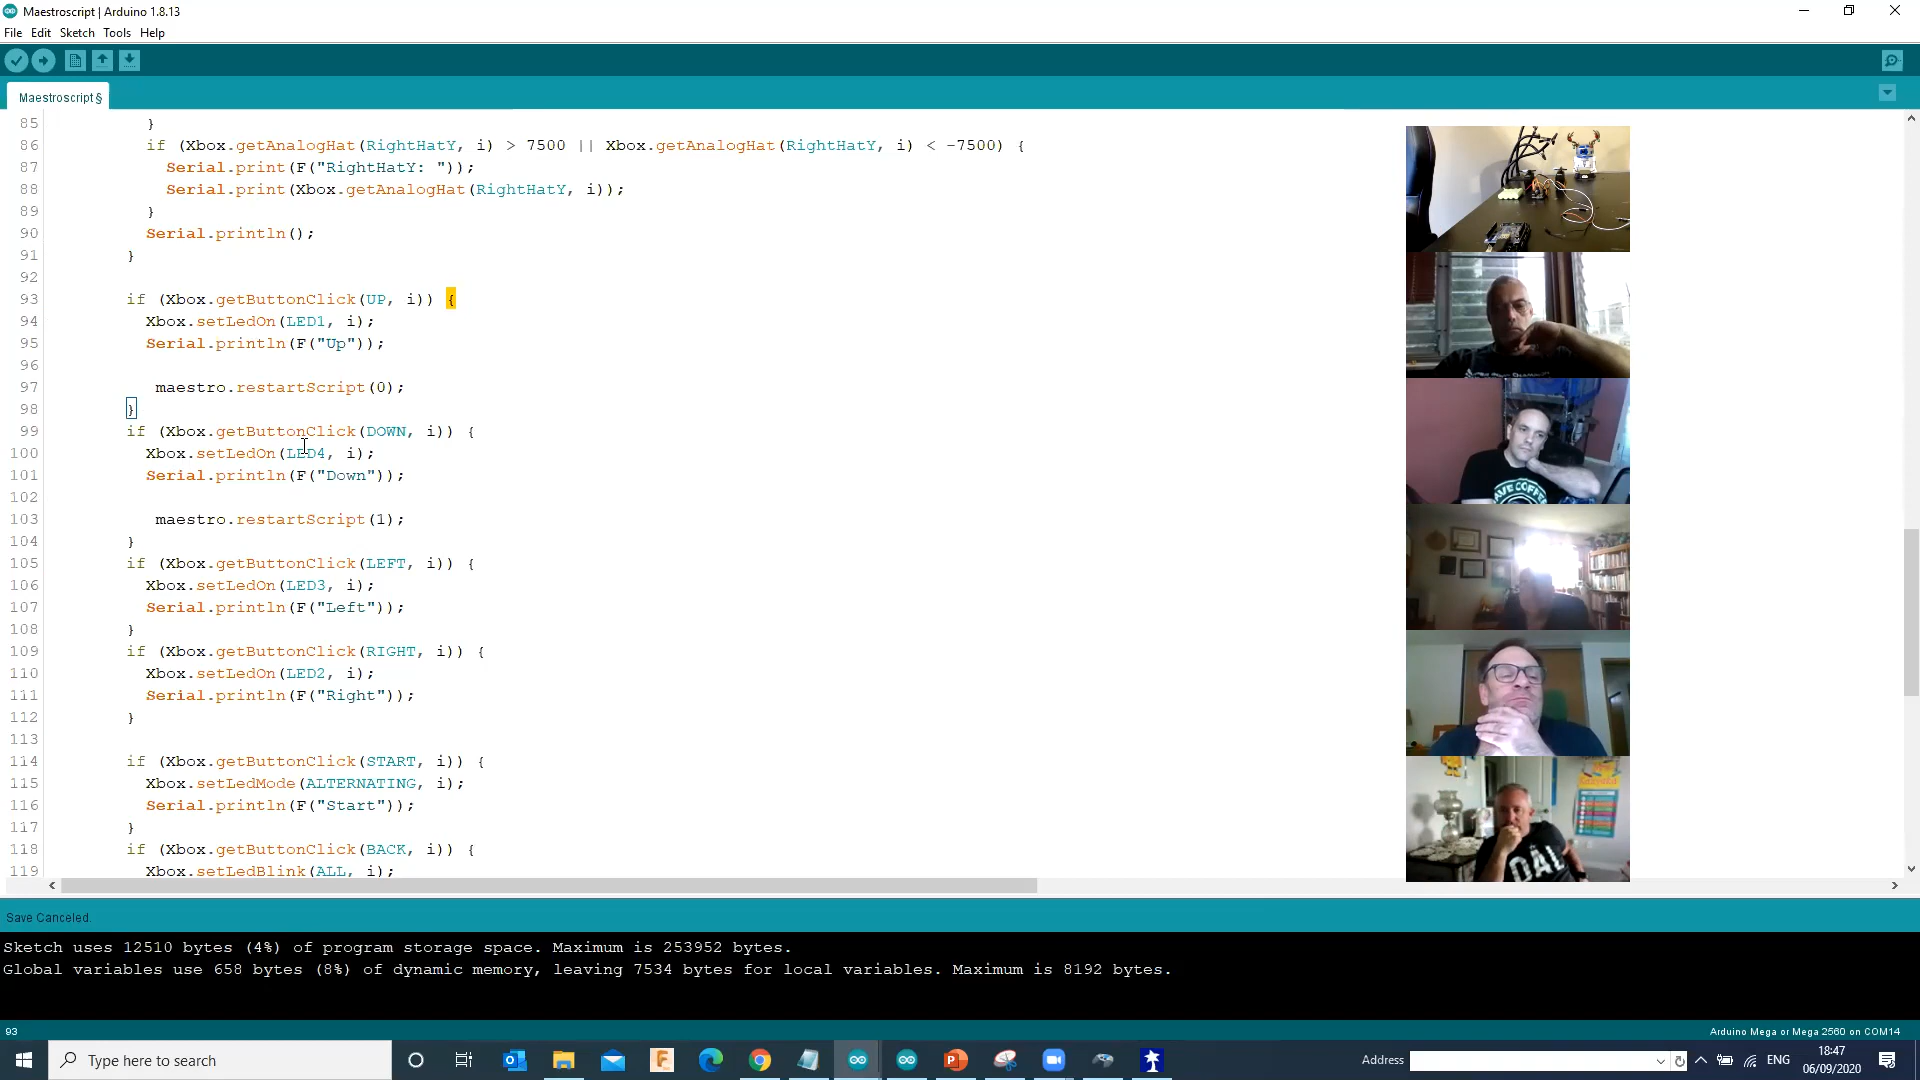 Maestroscript | Arduino 1.8.13
File Edit Sketch Tools Help
Maestroscript §
85 }
86 if (Xbox.getAnalogHat(RightHatY, i) > 7500 || Xbox.getAnalogHat(RightHatY, i) < -7500) {
87 Serial.print(F("RightHatY: "));
88 Serial.print(Xbox.getAnalogHat(RightHatY, i));
89 }
90 Serial.println();
91 }
92
93 if (Xbox.getButtonClick(UP, i)) {
94 Xbox.setLedOn(LED1, i);
95 Serial.println(F("Up"));
96
97 maestro.restartScript(0);
98 }
99 if (Xbox.getButtonClick(DOWN, i)) {
100 Xbox.setLedOn(LED4, i);
101 Serial.println(F("Down"));
102
103 maestro.restartScript(1);
104 }
105 if (Xbox.getButtonClick(LEFT, i)) {
106 Xbox.setLedOn(LED3, i);
107 Serial.println(F("Left"));
108 }
109 if (Xbox.getButtonClick(RIGHT, i)) {
110 Xbox.setLedOn(LED2, i);
111 Serial.println(F("Right"));
112 }
113
114 if (Xbox.getButtonClick(START, i)) {
115 Xbox.setLedMode(ALTERNATING, i);
116 Serial.println(F("Start"));
117 }
118 if (Xbox.getButtonClick(BACK, i)) {
119 Xbox.setLedBlink(ALL, i);
Save Canceled.
Sketch uses 12510 bytes (4%) of program storage space. Maximum is 253952 bytes.
Global variables use 658 bytes (8%) of dynamic memory, leaving 7534 bytes for local variables. Maximum is 8192 bytes.
93
Arduino Mega or Mega 2560 on COM14
Type here to search
Address
ENG
18:47
06/09/2020